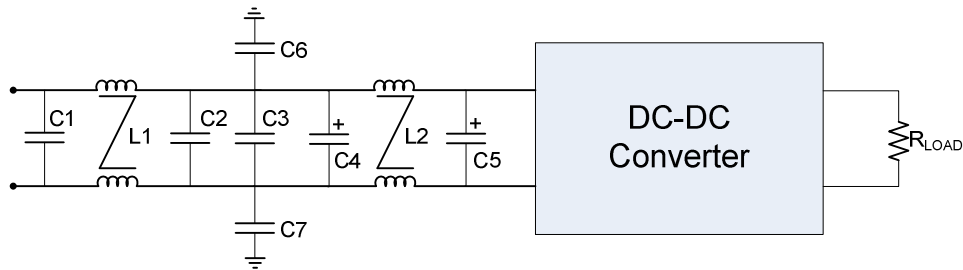 C6
C1
L1
C2
C3
+
C4
L2
+
C5
DC-DC
Converter
RLOAD
C7